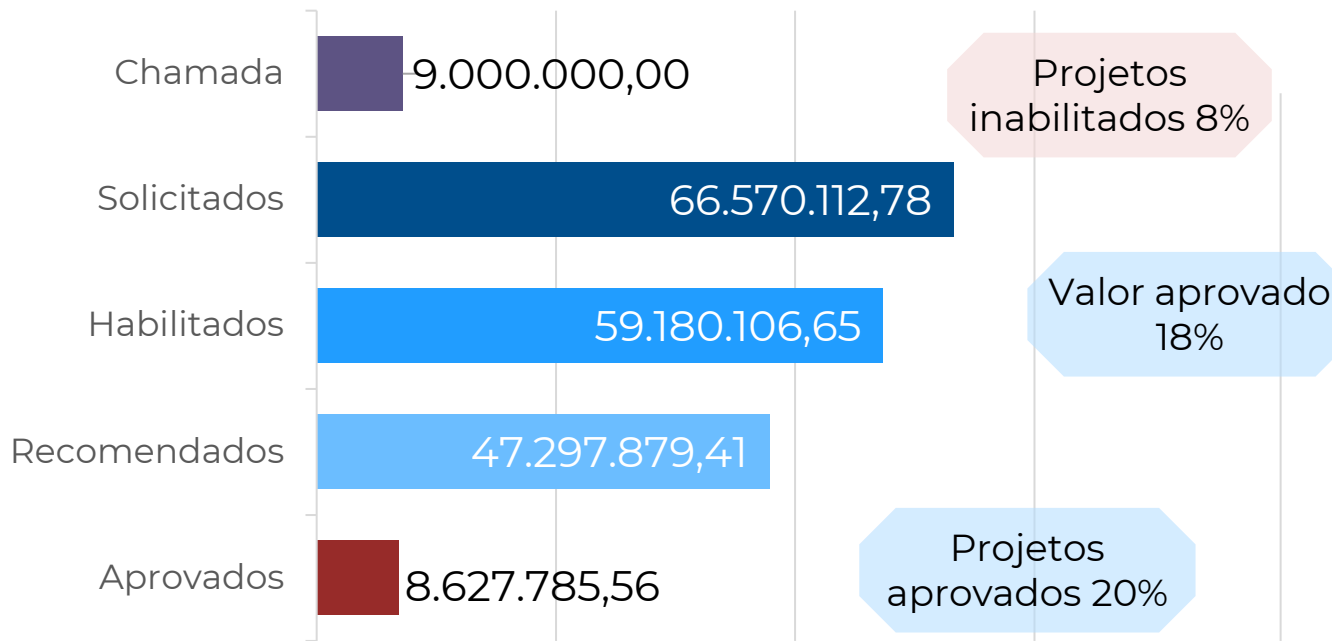 Chamada
9.000.000,00
Projetos
inabilitados 8%
Solicitados
66.570.112,78
Habilitados
59.180.106,65
Valor aprovado
18%
Recomendados
47.297.879,41
Aprovados
8.627.785,56
Projetos
aprovados 20%